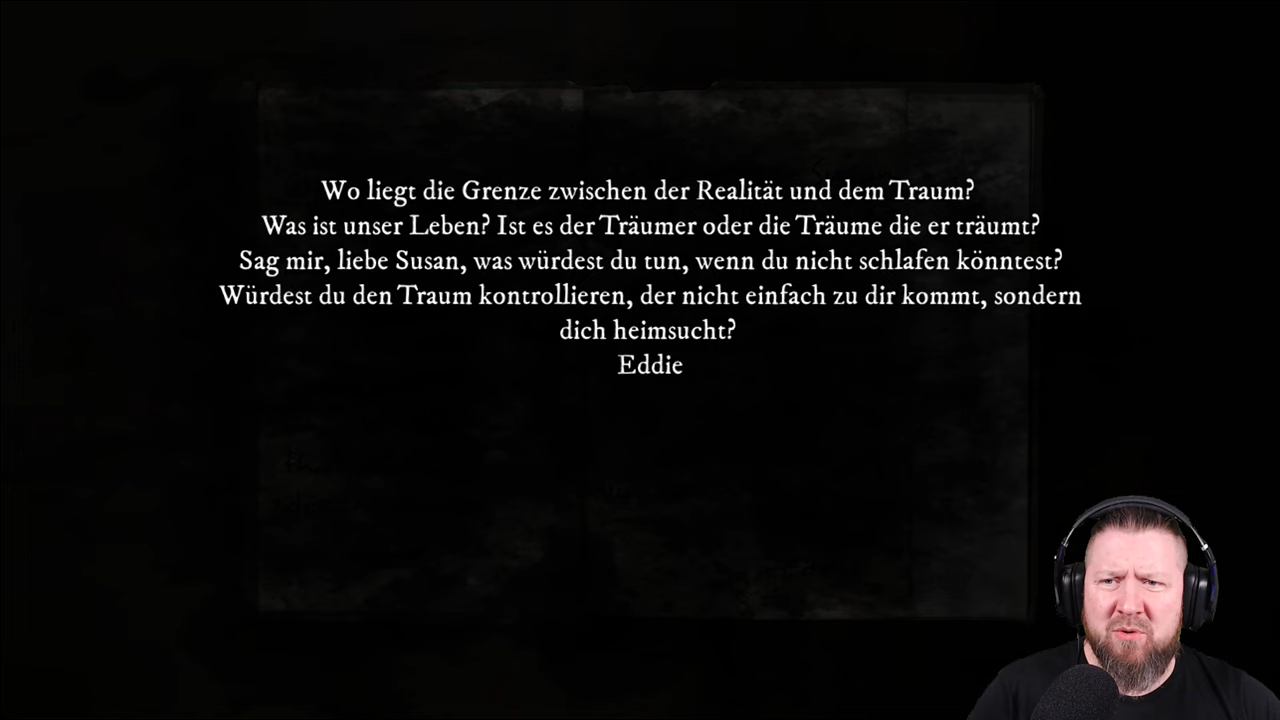 Wo liegt die Grenze zwischen der Realität und dem Traum?
Was ist unser Leben? Ist es der Träumer oder die Träume die er träumt?
Sag mir, liebe Susan, was würdest du tun, wenn du nicht schlafen könntest?
Würdest du den Traum kontrollieren, der nicht einfach zu dir kommt, sondern
dich heimsucht?
Eddie